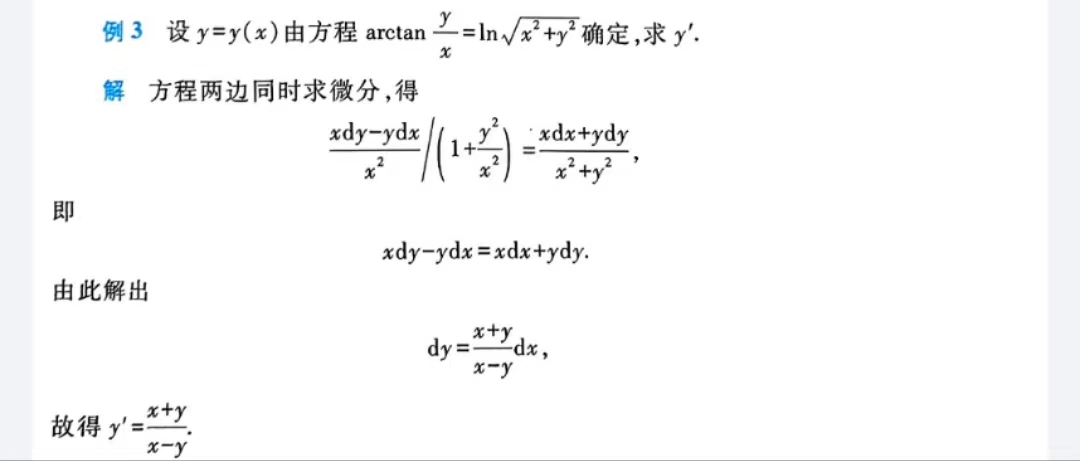 例 3 设 y=y(x)由方程 arctan y/x=ln√(x²+y²)确定,求 y′.
解 方程两边同时求微分,得
(xdy-ydx)/x² / (1+y²/x²) = (xdx+ydy)/(x²+y²),
即
xdy-ydx=xdx+ydy.
由此解出
dy=(x+y)/(x-y)dx,
故得 y′=(x+y)/(x-y).